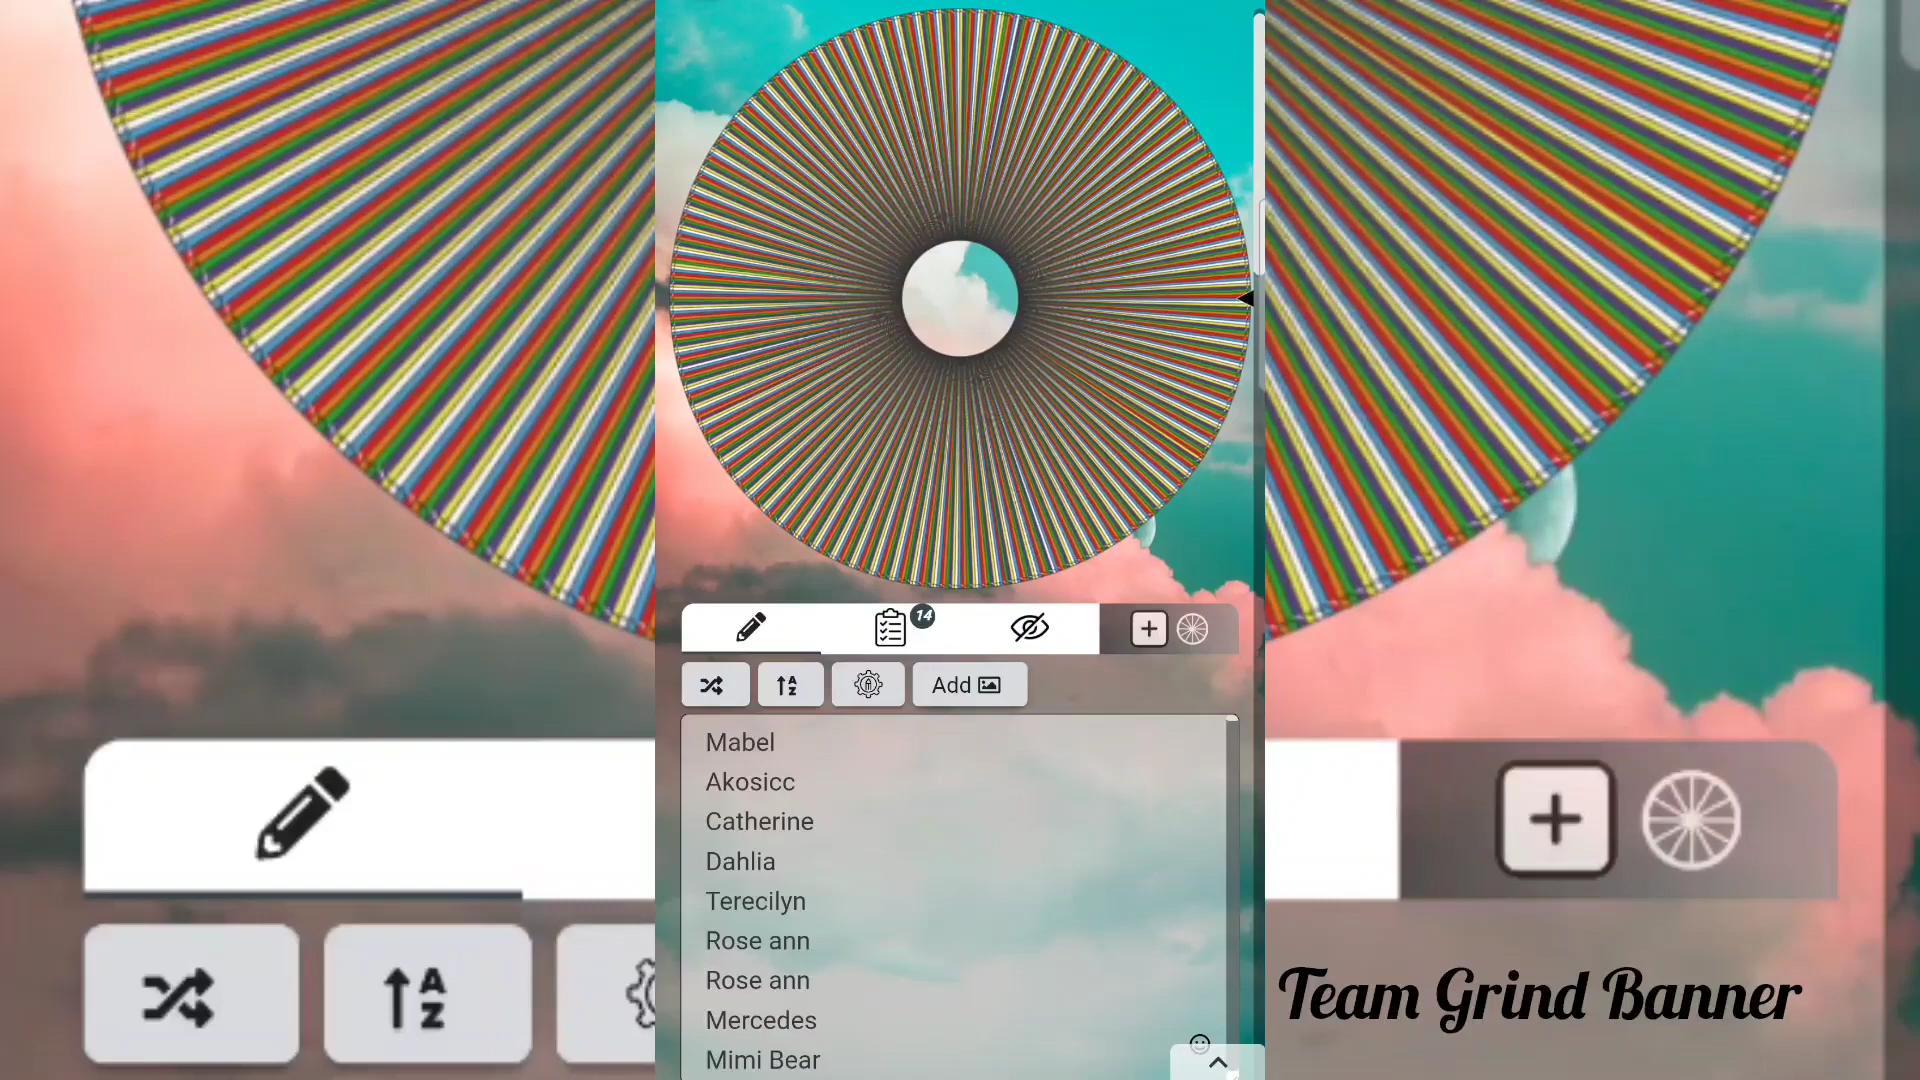 14
A
Z
Add
Mabel
Akosicc
Catherine
Dahlia
Terecilyn
Rose ann
Rose ann
Mercedes
Mimi Bear
A
Z
Team Grind Banner